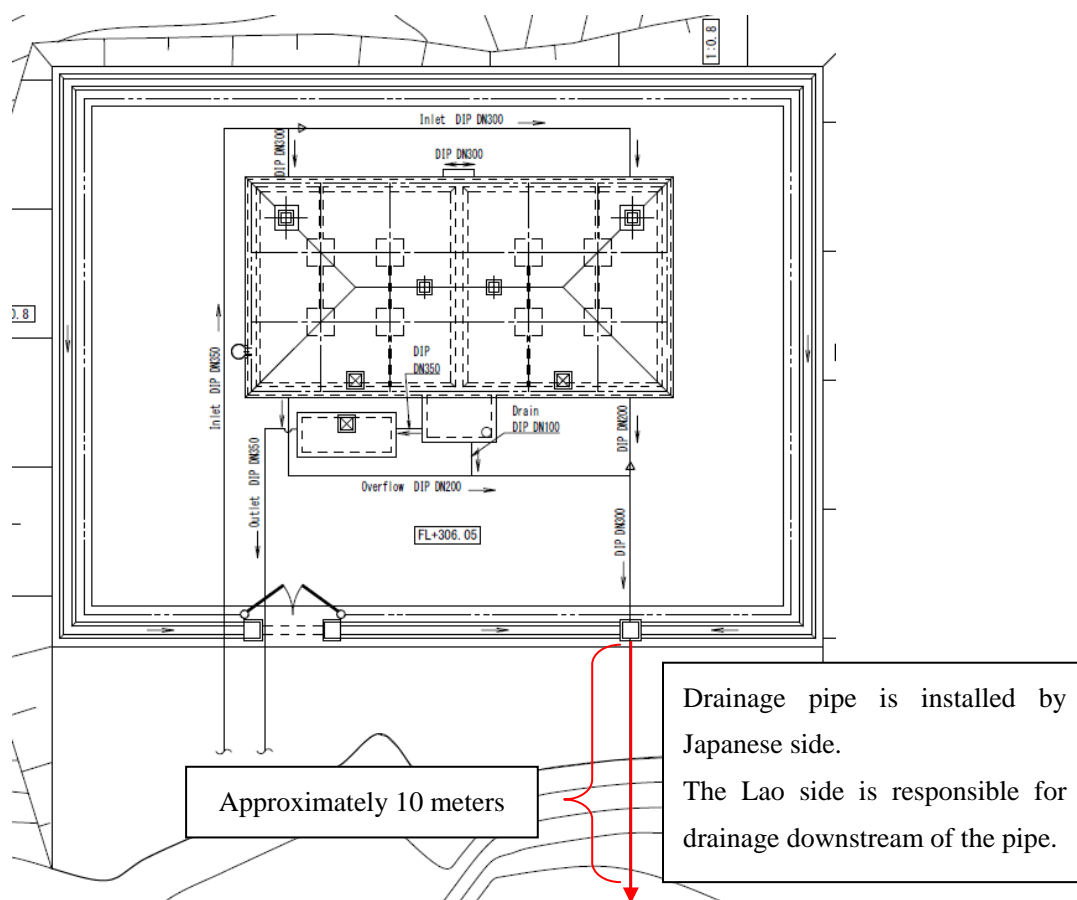 1:0.8
Inlet DIP DN300
DIP DN300
DIP DN300
0.8
Inlet DIP DN350
DIP
DN350
Drain
DIP DN100
DIP DN200
Outlet DIP DN350
Overflow DIP DN200
FL+306.05
DIP DN300
Drainage pipe is installed by
Japanese side.
The Lao side is responsible for
drainage downstream of the pipe.
Approximately 10 meters